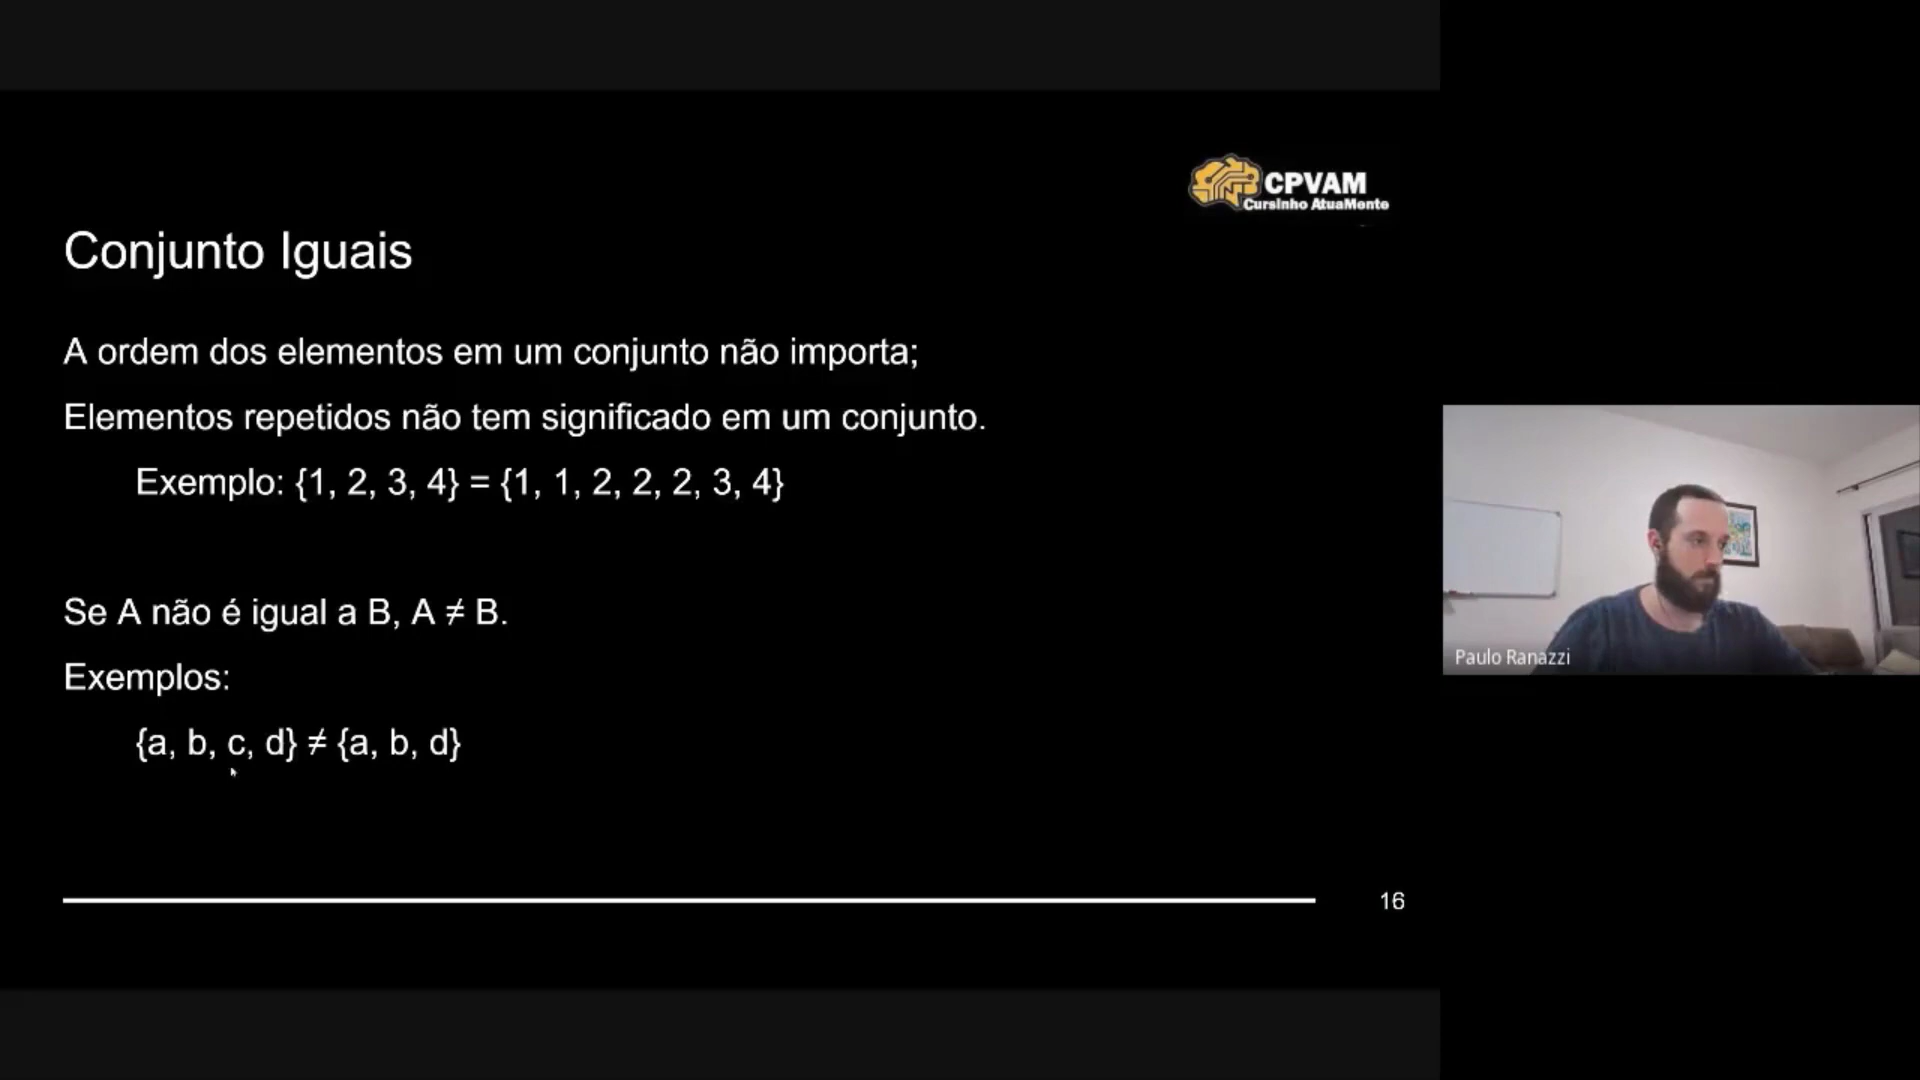 CPVAM
Cursinho AtuaMente
Conjunto Iguais
A ordem dos elementos em um conjunto não importa;
Elementos repetidos não tem significado em um conjunto.
Exemplo: {1, 2, 3, 4} = {1, 1, 2, 2, 2, 3, 4}
Se A não é igual a B, A ≠ B.
Exemplos:
{a, b, c, d} ≠ {a, b, d}
16
Paulo Ranazzi